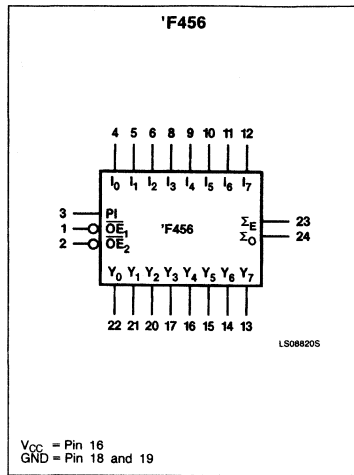 'F456
4 5 6 8 9 10 11 12
I0 I1 I2 I3 I4 I5 I6 I7
3 PI
1 OE1
2 OE2
'F456
ΣE 23
ΣO 24
Y0 Y1 Y2 Y3 Y4 Y5 Y6 Y7
22 21 20 17 16 15 14 13
LS08820S
VCC = Pin 16
GND = Pin 18 and 19